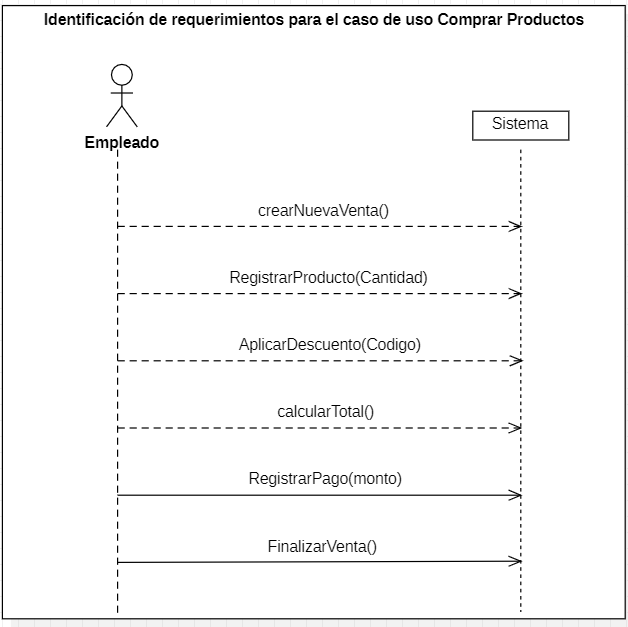 Identificación de requerimientos para el caso de uso Comprar Productos
Empleado
Sistema
crearNuevaVenta()
RegistrarProducto(Cantidad)
AplicarDescuento(Codigo)
calcularTotal()
RegistrarPago(monto)
FinalizarVenta()